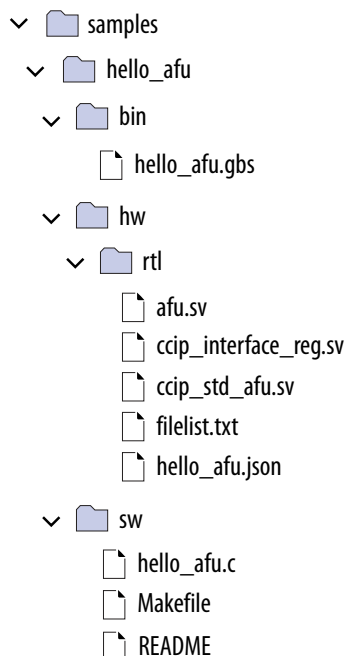 samples
hello_afu
bin
hello_afu.gbs
hw
rtl
afu.sv
ccip_interface_reg.sv
ccip_std_afu.sv
filelist.txt
hello_afu.json
sw
hello_afu.c
Makefile
README